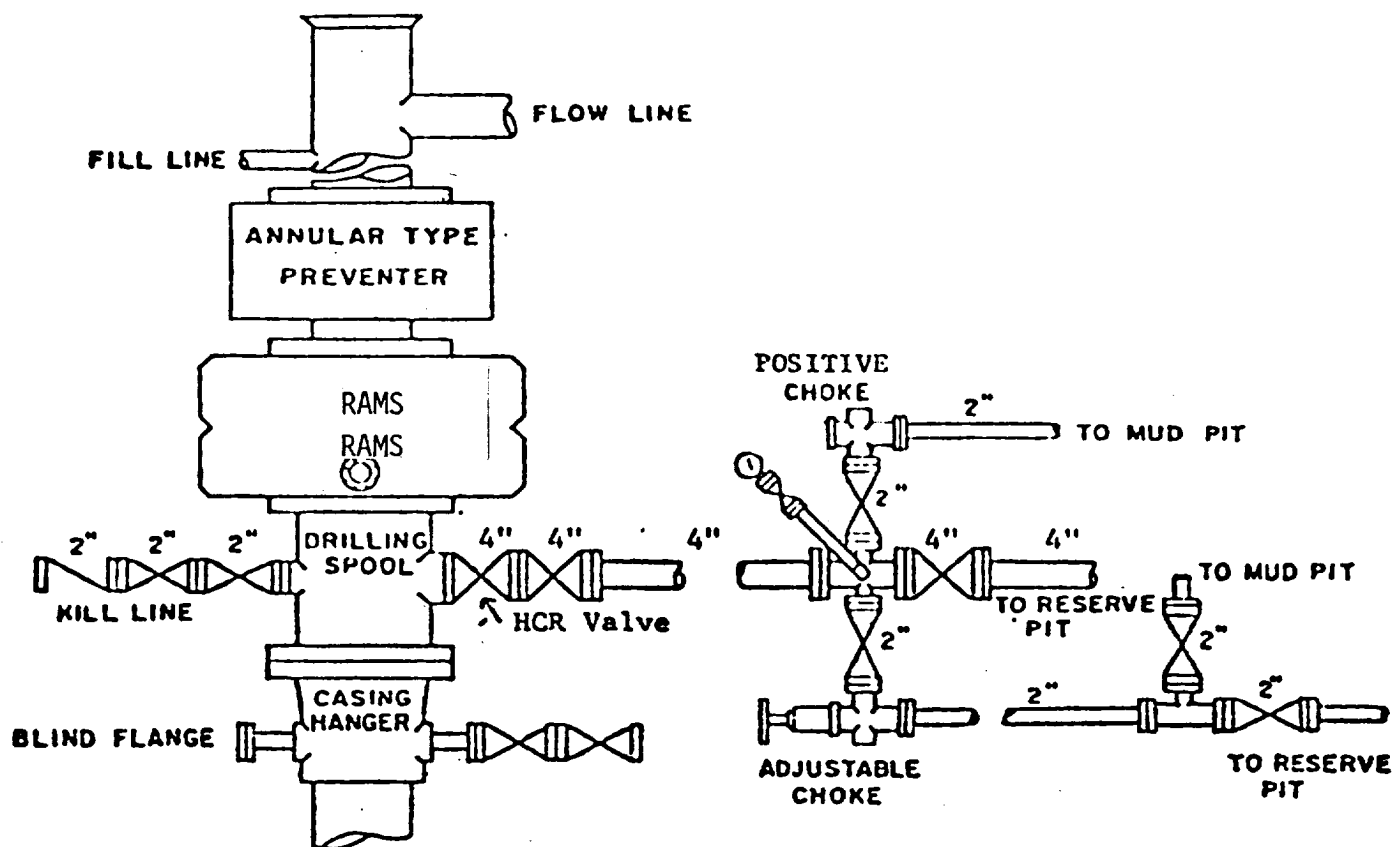 FLOW LINE
FILL LINE
ANNULAR TYPE
PREVENTER
RAMS
RAMS
POSITIVE
CHOKE
2"
TO MUD PIT
2"
2" 2" 2"
DRILLING
SPOOL
4" 4" 4"
4" 4"
KILL LINE
HCR Valve
TO RESERVE
PIT
2"
TO MUD PIT
2"
CASING
HANGER
BLIND FLANGE
ADJUSTABLE
CHOKE
2"
2"
TO RESERVE
PIT